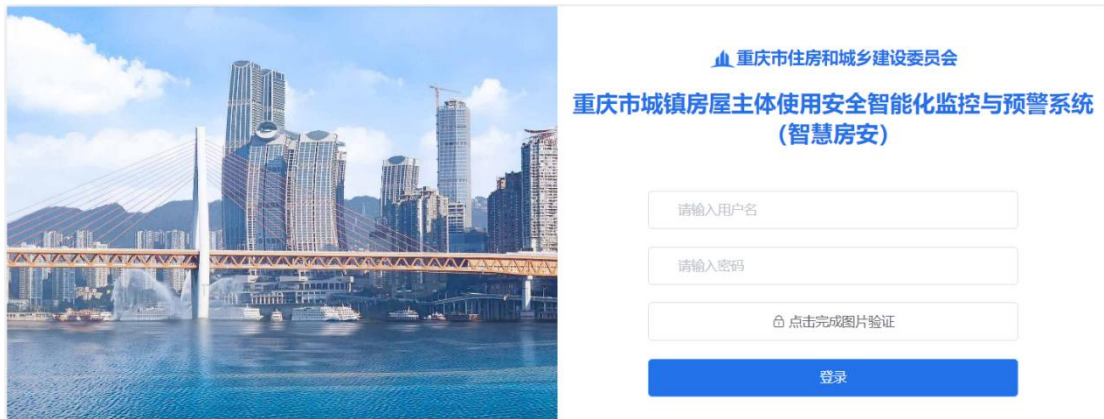 重庆市住房和城乡建设委员会
重庆市城镇房屋主体使用安全智能化监控与预警系统
（智慧房安）
请输入用户名
请输入密码
点击完成图片验证
登录